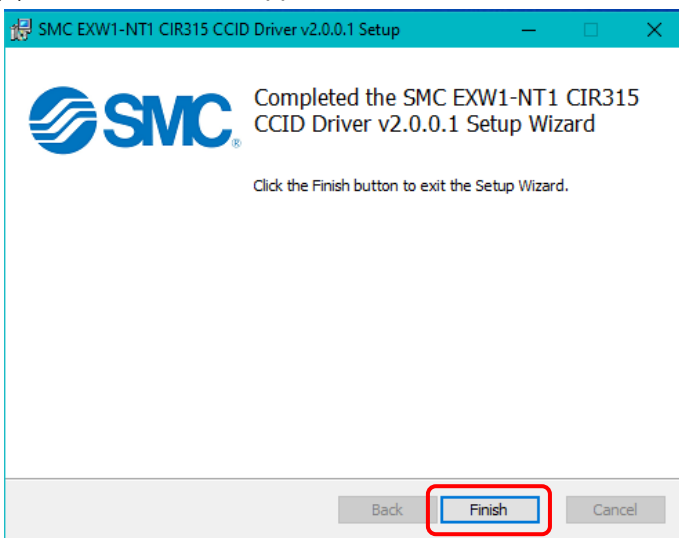 SMC EXW1-NT1 CIR315 CCID Driver v2.0.0.1 Setup
SMC®
Completed the SMC EXW1-NT1 CIR315
CCID Driver v2.0.0.1 Setup Wizard
Click the Finish button to exit the Setup Wizard.
Back
Finish
Cancel